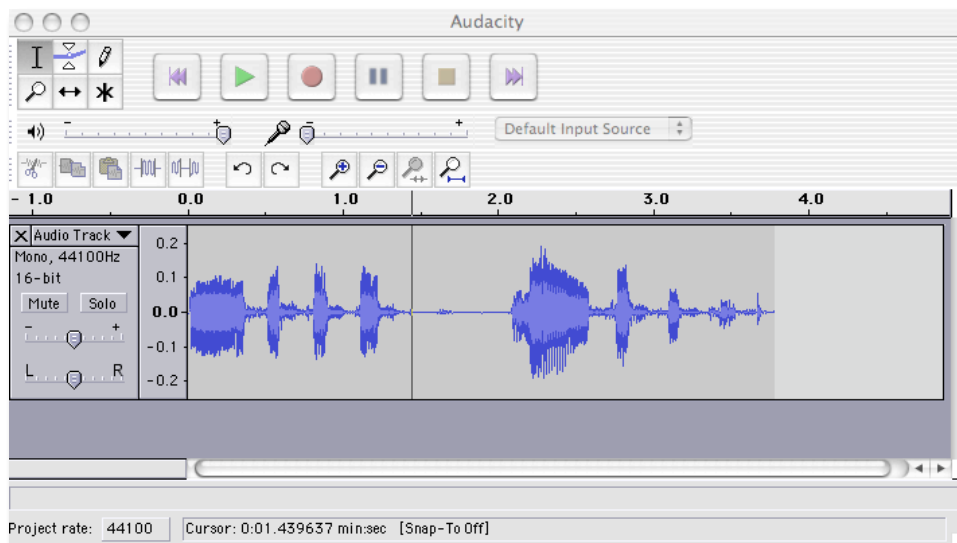 Audacity
Default Input Source
- 1.0 0.0 1.0 2.0 3.0 4.0
X Audio Track
Mono, 44100Hz
16-bit
Mute Solo
- +
L R
0.2
0.1
0.0
-0.1
-0.2
Project rate: 44100 Cursor: 0:01.439637 min:sec [Snap-To Off]